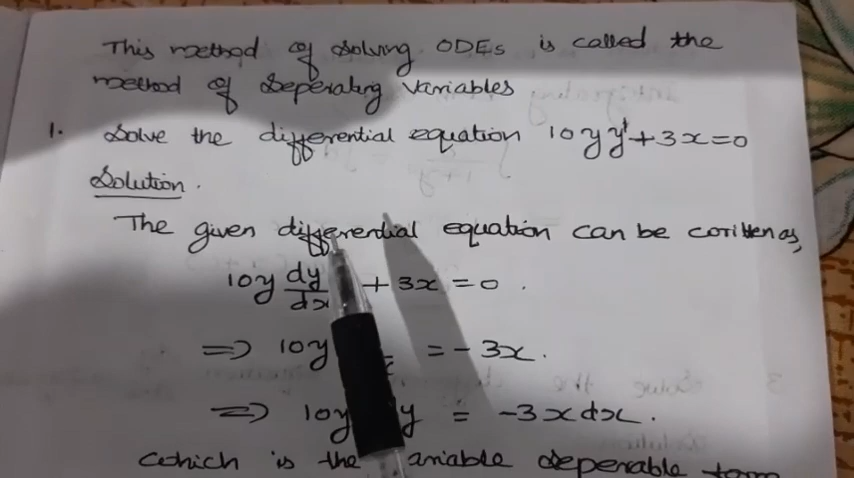 This method of solving ODEs is called the
method of Seperating Variables
1. Solve the differential equation 10yy' + 3x = 0
Solution.
The given differential equation can be written as,
10y dy/dx + 3x = 0.
⇒ 10y = -3x.
⇒ 10y y = -3x dx.
which is the ariable seperable form